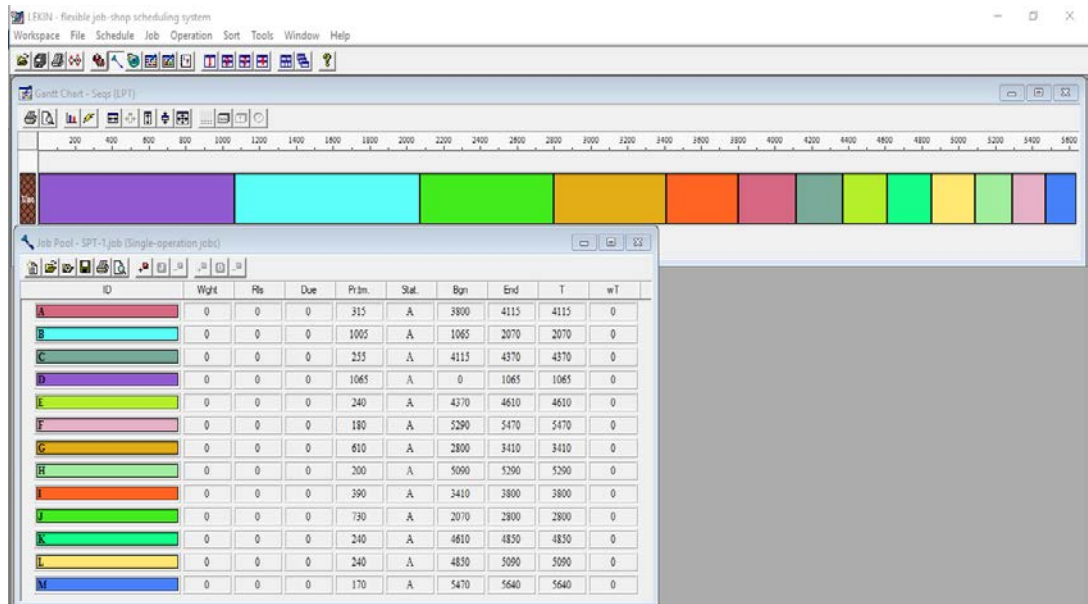 LEKIN - flexible job-shop scheduling system
Workspace File Schedule Job Operation Sort Tools Window Help
Gantt Chart - Seqs (LPT)
200 400 600 800 1000 1200 1400 1600 1800 2000 2200 2400 2600 2800 3000 3200 3400 3600 3800 4000 4200 4400 4600 4800 5000 5200 5400 5600
Job Pool - SPT-1.job (Single-operation jobs)
ID Wght Rls Due Pr.tm. Stat. Bgn End T wT
A 0 0 0 315 A 3800 4115 4115 0
B 0 0 0 1005 A 1065 2070 2070 0
C 0 0 0 255 A 4115 4370 4370 0
D 0 0 0 1065 A 0 1065 1065 0
E 0 0 0 240 A 4370 4610 4610 0
F 0 0 0 180 A 5290 5470 5470 0
G 0 0 0 610 A 2800 3410 3410 0
H 0 0 0 200 A 5090 5290 5290 0
I 0 0 0 390 A 3410 3800 3800 0
J 0 0 0 730 A 2070 2800 2800 0
K 0 0 0 240 A 4610 4850 4850 0
L 0 0 0 240 A 4850 5090 5090 0
M 0 0 0 170 A 5470 5640 5640 0